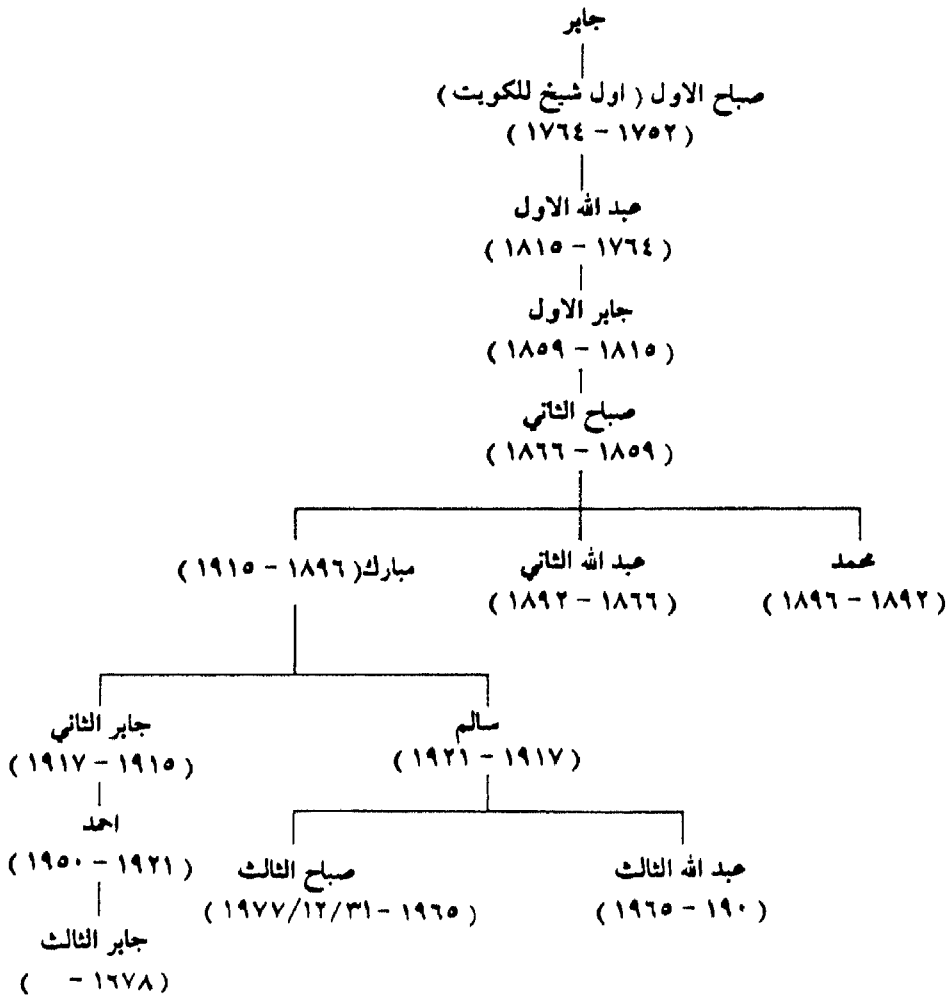 جابر
صباح الاول ( اول شيخ للكويت )
( ١٧٥٢ - ١٧٦٤ )
عبد الله الاول
( ١٧٦٤ - ١٨١٥ )
جابر الاول
( ١٨١٥ - ١٨٥٩ )
صباح الثاني
( ١٨٥٩ - ١٨٦٦ )
محمد
( ١٨٩٢ - ١٨٩٦ )
عبد الله الثاني
( ١٨٦٦ - ١٨٩٢ )
مبارك ( ١٨٩٦ - ١٩١٥ )
سالم
( ١٩١٧ - ١٩٢١ )
جابر الثاني
( ١٩١٥ - ١٩١٧ )
احمد
( ١٩٢١ - ١٩٥٠ )
عبد الله الثالث
( ١٩٠ - ١٩٦٥ )
صباح الثالث
( ١٩٦٥ - ١٩٧٧/١٢/٣١ )
جابر الثالث
( ١٦٧٨ - )